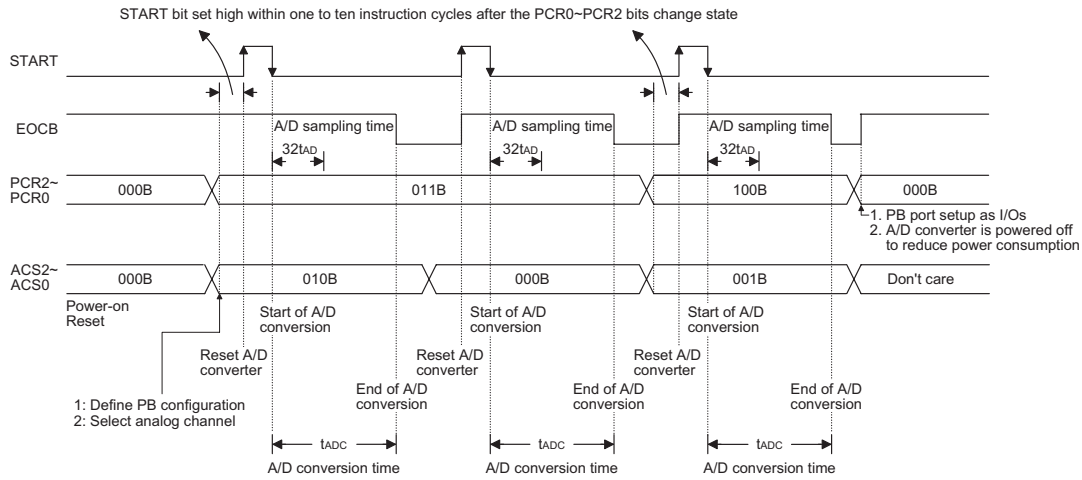 START bit set high within one to ten instruction cycles after the PCR0~PCR2 bits change state
START
EOCB
A/D sampling time
A/D sampling time
A/D sampling time
32tAD
32tAD
32tAD
PCR2~
PCR0
000B
011B
100B
000B
1. PB port setup as I/Os
2. A/D converter is powered off
to reduce power consumption
ACS2~
ACS0
000B
010B
000B
001B
Don't care
Power-on
Reset
Start of A/D
conversion
Start of A/D
conversion
Start of A/D
conversion
Reset A/D
converter
Reset A/D
converter
Reset A/D
converter
1: Define PB configuration
2: Select analog channel
End of A/D
conversion
End of A/D
conversion
End of A/D
conversion
tADC
tADC
tADC
A/D conversion time
A/D conversion time
A/D conversion time